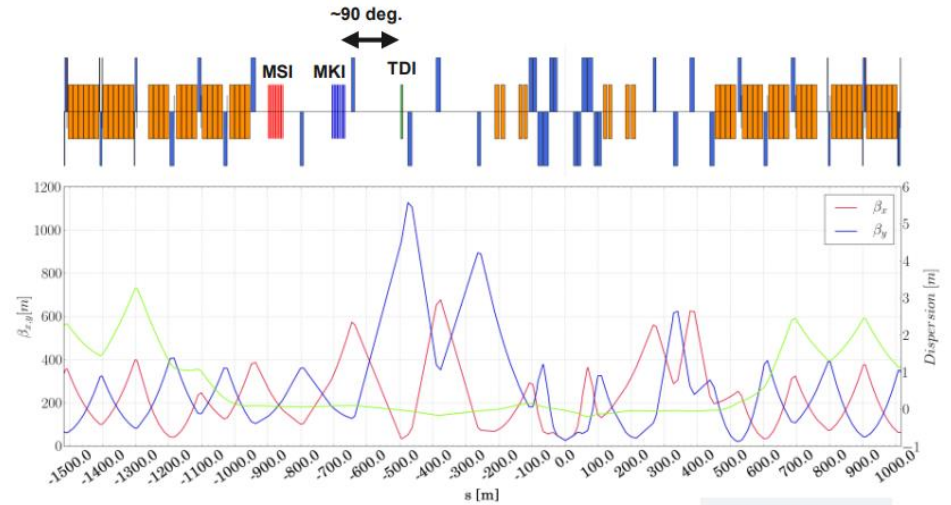 ~90 deg.
MSI MKI TDI
1200
1000
800
600
400
200
0
β_{x,y}[m]
β_x
β_y
6
5
4
3
2
1
0
−1
Dispersion [m]
-1500.0 -1400.0 -1300.0 -1200.0 -1100.0 -1000.0 -900.0 -800.0 -700.0 -600.0 -500.0 -400.0 -300.0 -200.0 -100.0 0.0 100.0 200.0 300.0 400.0 500.0 600.0 700.0 800.0 900.0 1000.0
s [m]